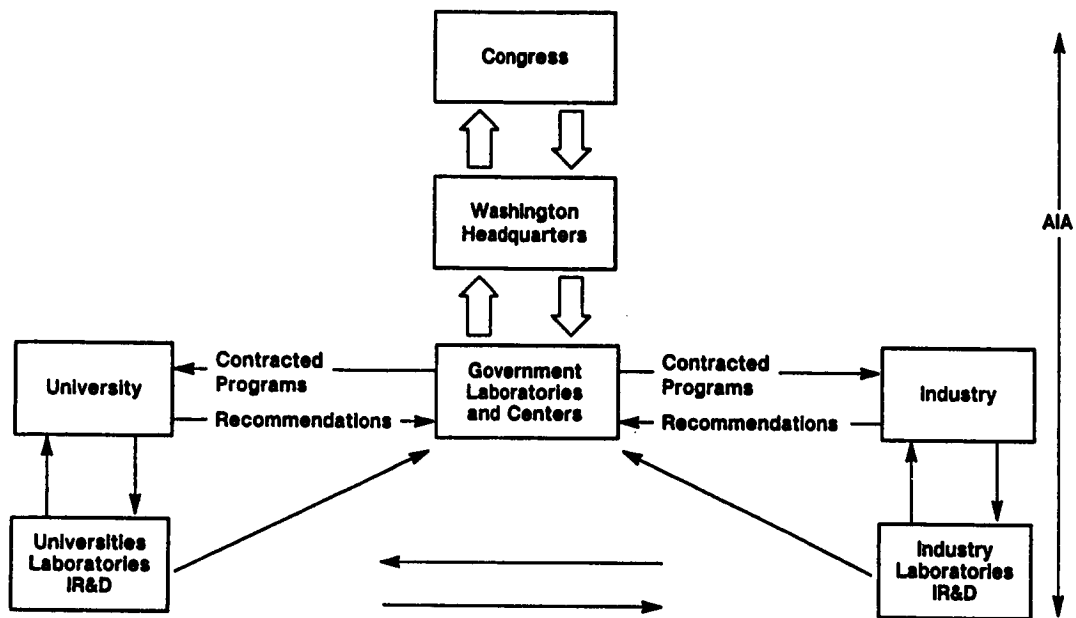 Congress
Washington
Headquarters
AIA
University
Contracted
Programs
Recommendations
Government
Laboratories
and Centers
Contracted
Programs
Recommendations
Industry
Universities
Laboratories
IR&D
Industry
Laboratories
IR&D